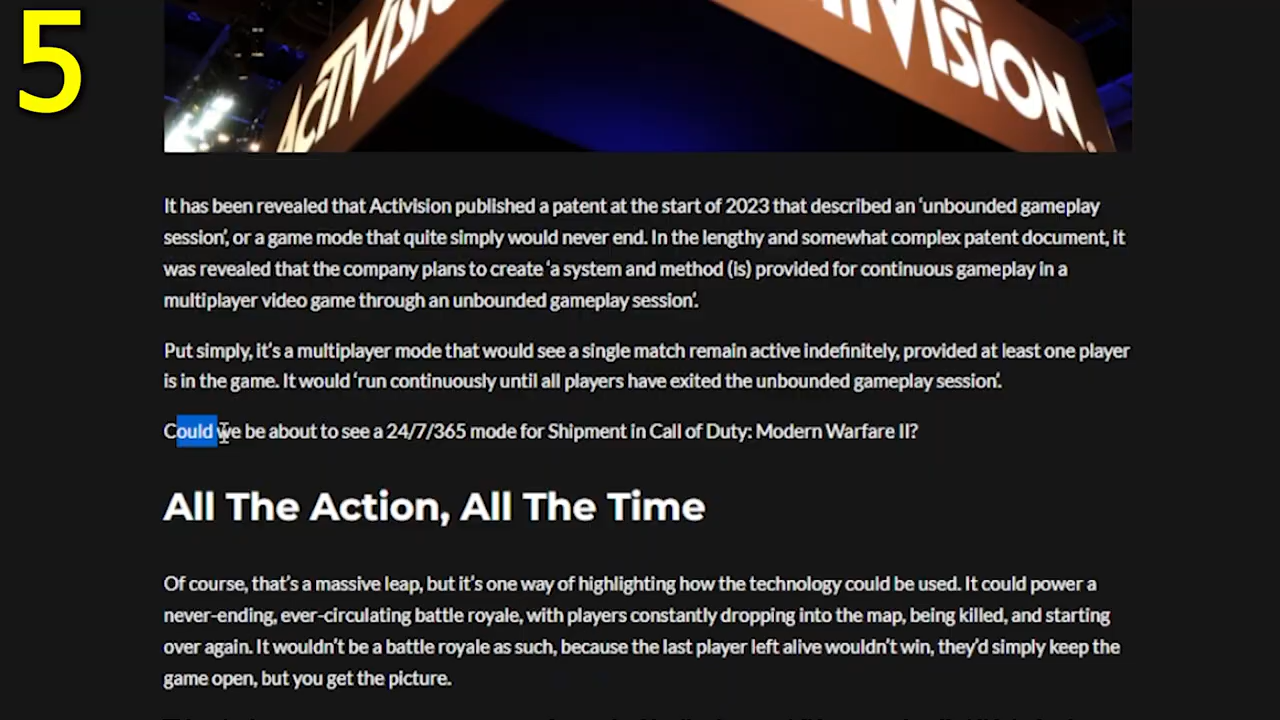 5
ACTIVISION
ACTIVISION
It has been revealed that Activision published a patent at the start of 2023 that described an ‘unbounded gameplay
session’, or a game mode that quite simply would never end. In the lengthy and somewhat complex patent document, it
was revealed that the company plans to create ‘a system and method (is) provided for continuous gameplay in a
multiplayer video game through an unbounded gameplay session’.
Put simply, it’s a multiplayer mode that would see a single match remain active indefinitely, provided at least one player
is in the game. It would ‘run continuously until all players have exited the unbounded gameplay session’.
Could we be about to see a 24/7/365 mode for Shipment in Call of Duty: Modern Warfare II?
All The Action, All The Time
Of course, that’s a massive leap, but it’s one way of highlighting how the technology could be used. It could power a
never-ending, ever-circulating battle royale, with players constantly dropping into the map, being killed, and starting
over again. It wouldn’t be a battle royale as such, because the last player left alive wouldn’t win, they’d simply keep the
game open, but you get the picture.